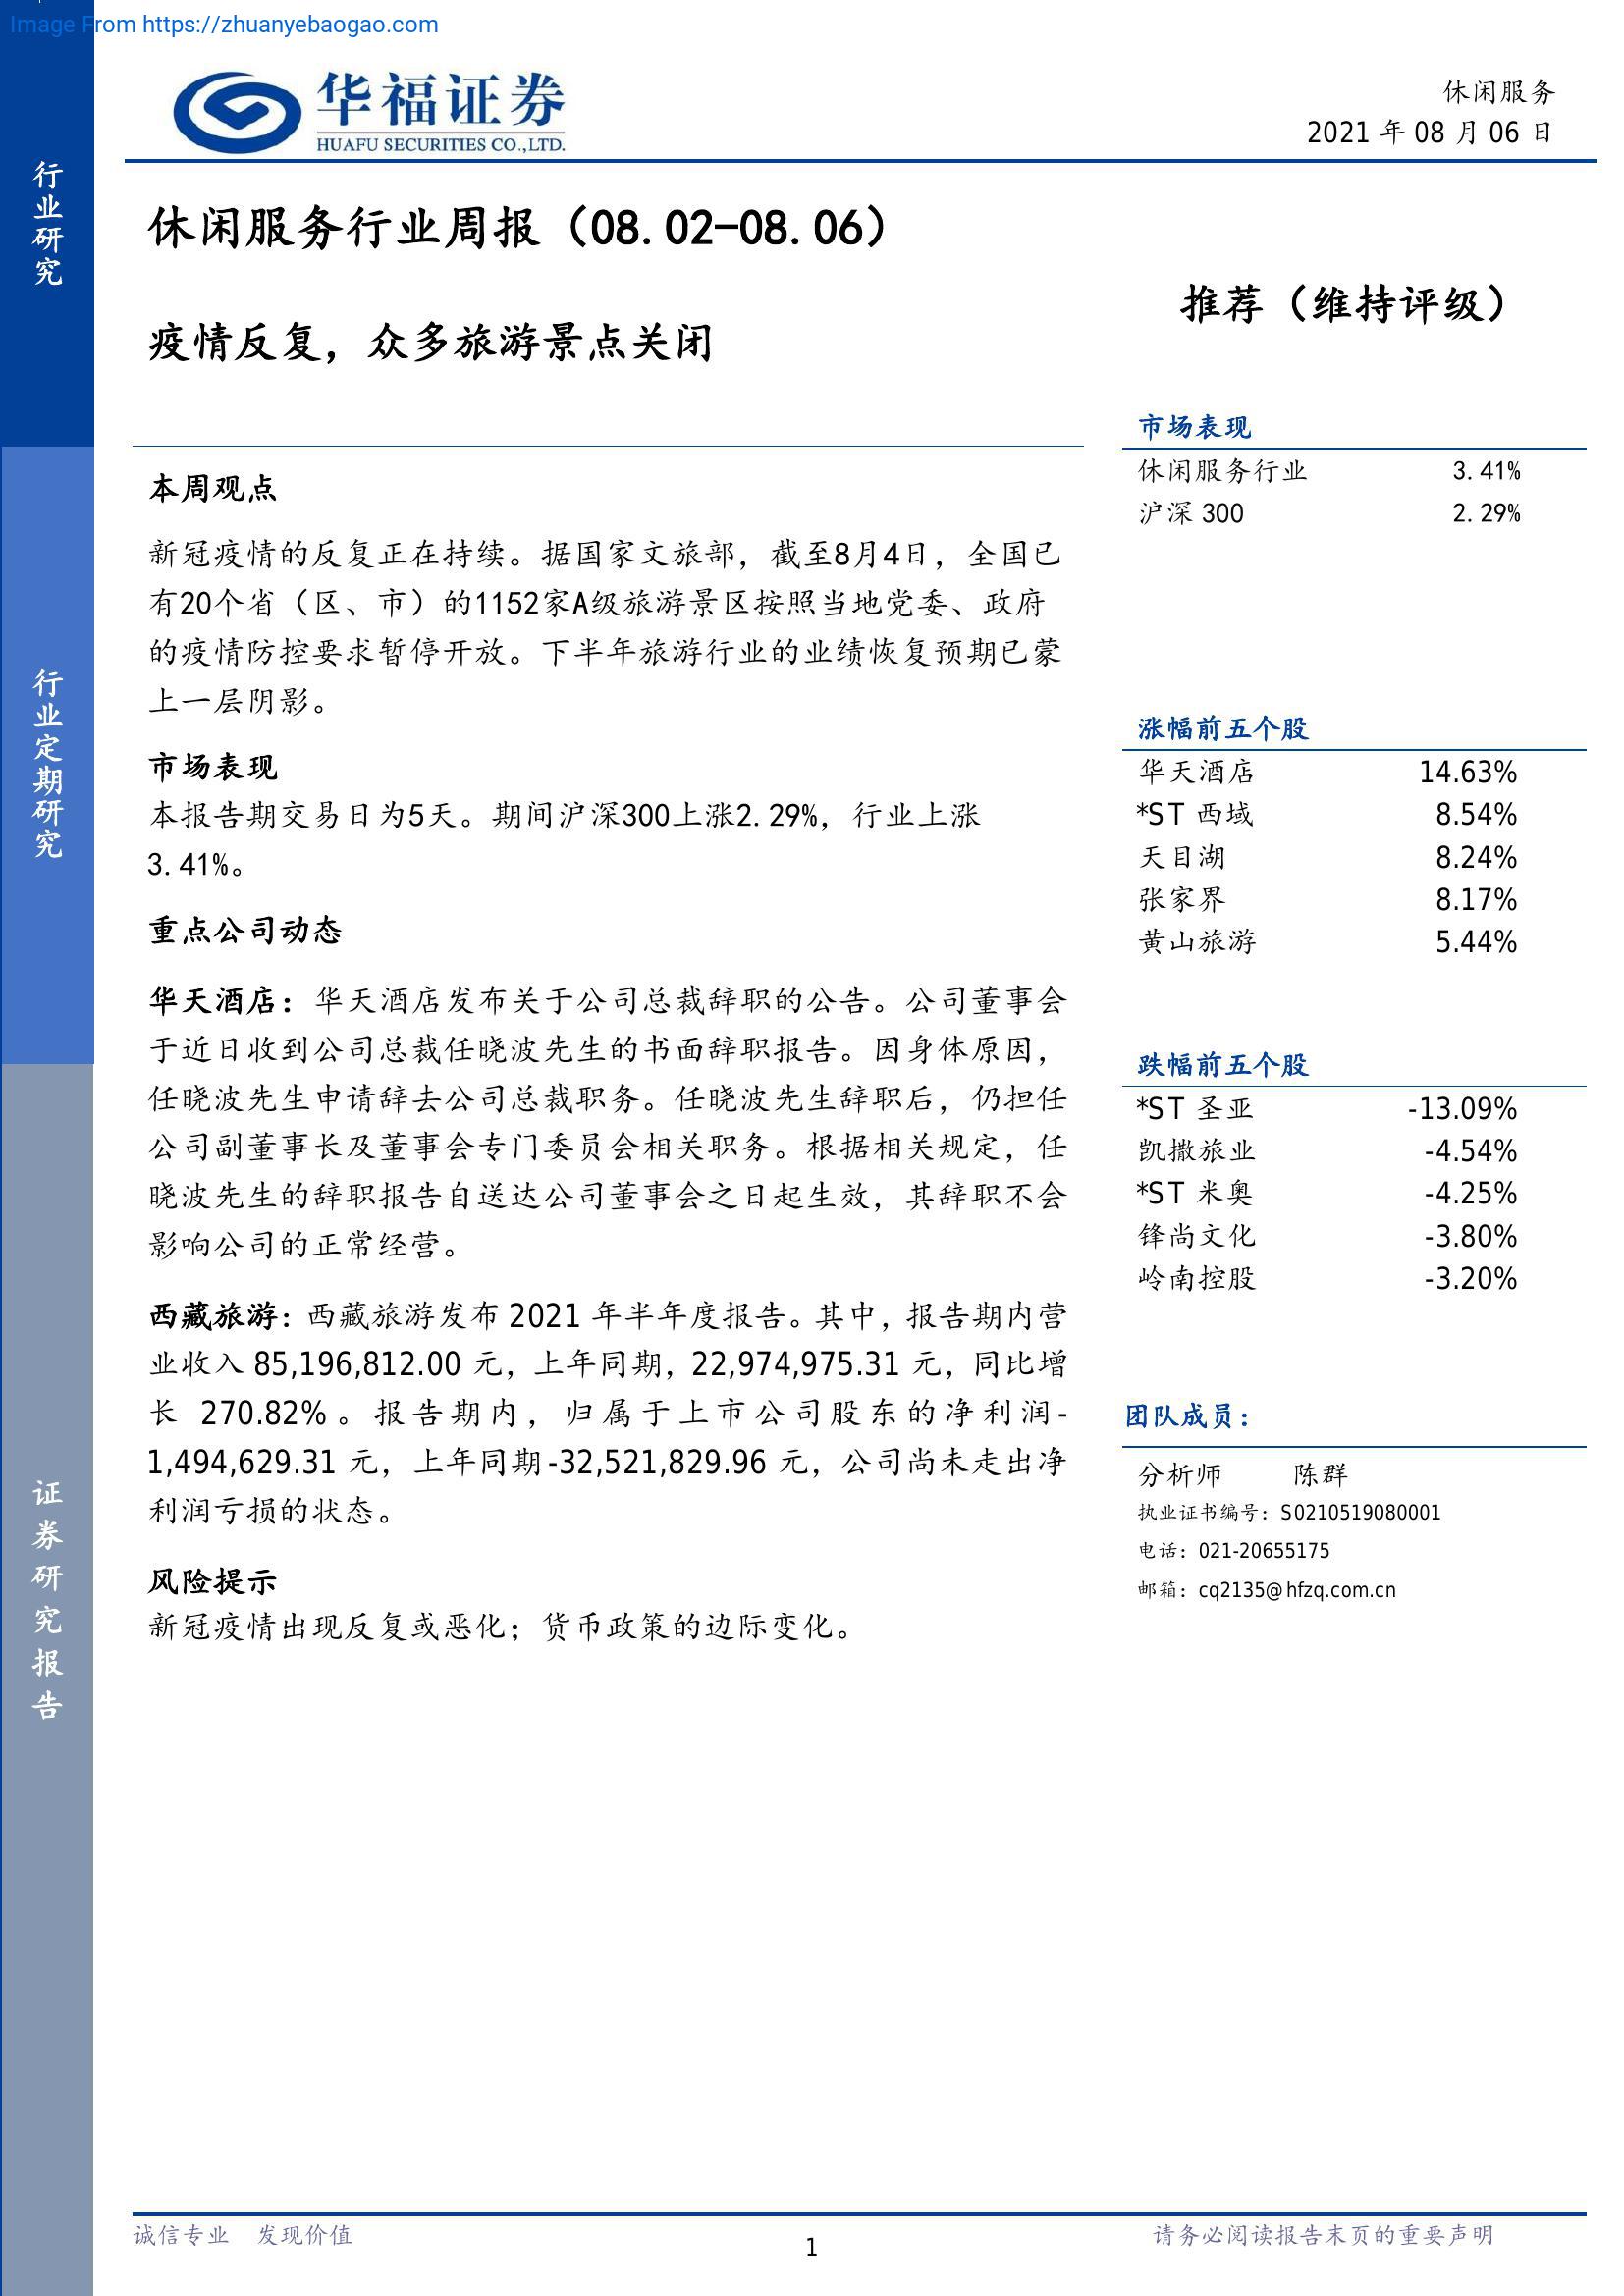 Image From https://zhuanyebaogao.com
华福证券
HUAFU SECURITIES CO.,LTD.
休闲服务
2021 年 08 月 06 日
行业研究
行业定期研究
证券研究报告
休闲服务行业周报（08.02-08.06）
疫情反复，众多旅游景点关闭
推荐（维持评级）
本周观点
新冠疫情的反复正在持续。据国家文旅部，截至8月4日，全国已
有20个省（区、市）的1152家A级旅游景区按照当地党委、政府
的疫情防控要求暂停开放。下半年旅游行业的业绩恢复预期已蒙
上一层阴影。
市场表现
本报告期交易日为5天。期间沪深300上涨2.29%，行业上涨
3.41%。
重点公司动态
华天酒店：华天酒店发布关于公司总裁辞职的公告。公司董事会
于近日收到公司总裁任晓波先生的书面辞职报告。因身体原因，
任晓波先生申请辞去公司总裁职务。任晓波先生辞职后，仍担任
公司副董事长及董事会专门委员会相关职务。根据相关规定，任
晓波先生的辞职报告自送达公司董事会之日起生效，其辞职不会
影响公司的正常经营。
西藏旅游：西藏旅游发布 2021 年半年度报告。其中，报告期内营
业收入 85,196,812.00 元，上年同期，22,974,975.31 元，同比增
长 270.82%。报告期内，归属于上市公司股东的净利润-
1,494,629.31 元，上年同期-32,521,829.96 元，公司尚未走出净
利润亏损的状态。
风险提示
新冠疫情出现反复或恶化；货币政策的边际变化。
市场表现
休闲服务行业 3.41%
沪深 300 2.29%
涨幅前五个股
华天酒店 14.63%
*ST 西域 8.54%
天目湖 8.24%
张家界 8.17%
黄山旅游 5.44%
跌幅前五个股
*ST 圣亚 -13.09%
凯撒旅业 -4.54%
*ST 米奥 -4.25%
锋尚文化 -3.80%
岭南控股 -3.20%
团队成员：
分析师 陈群
执业证书编号：S0210519080001
电话：021-20655175
邮箱：cq2135@hfzq.com.cn
诚信专业 发现价值
1
请务必阅读报告末页的重要声明